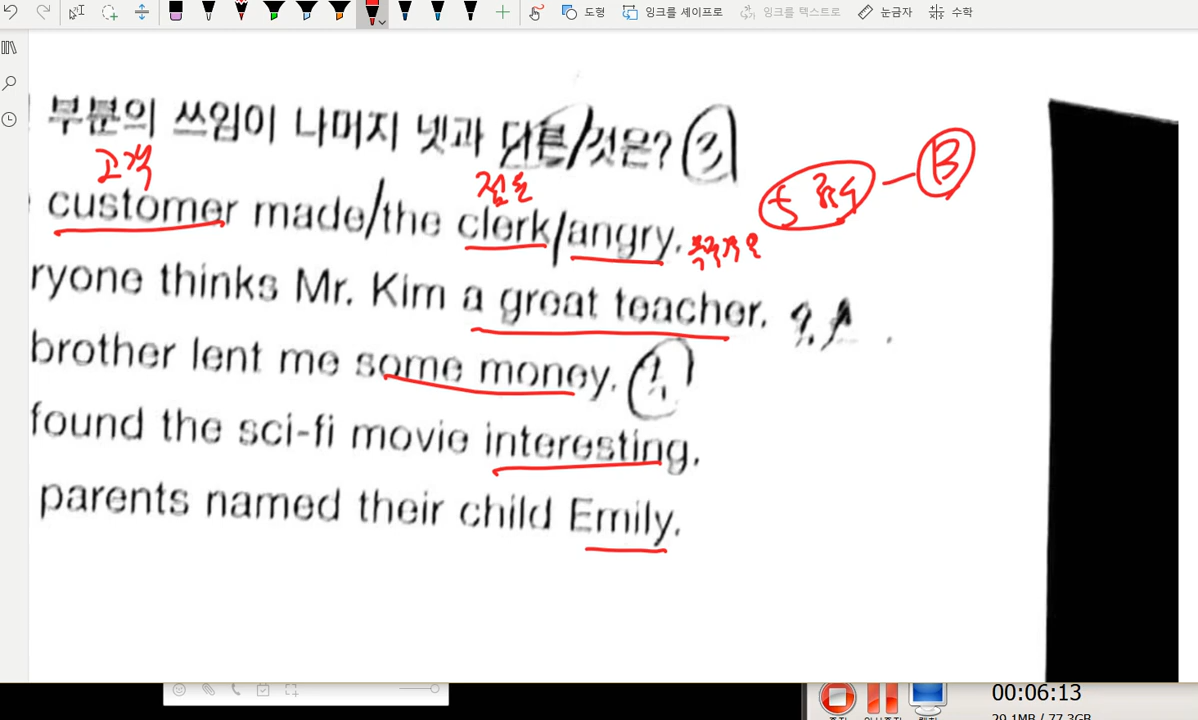 도형 잉크를 셰이프로 잉크를 텍스트로 눈금자 수학
부분의 쓰임이 나머지 넷과 다른/것은? ③
고객 점원
customer made/the clerk/angry. 목적어 5형식 B
ryone thinks Mr. Kim a great teacher.
brother lent me some money.
found the sci-fi movie interesting.
parents named their child Emily.
00:06:13
29.1MB / 77.3GB